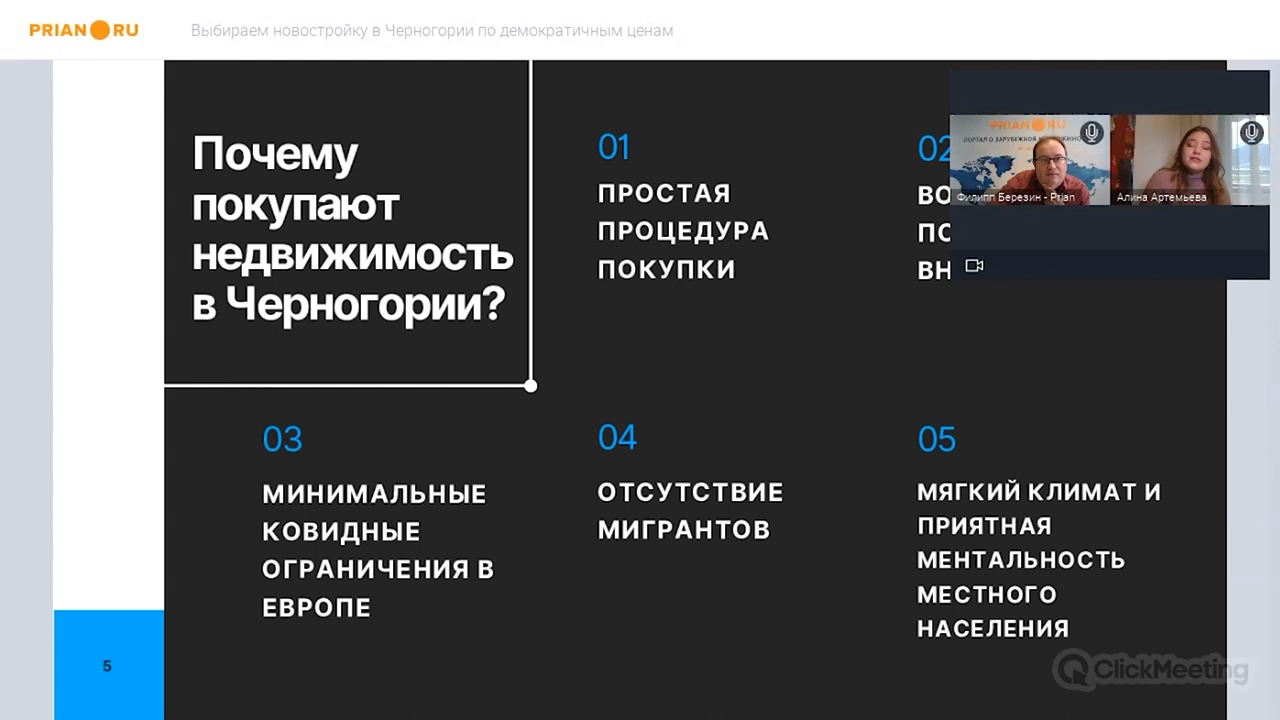 PRIAN RU
Выбираем новостройку в Черногории по демократичным ценам
Почему
покупают
недвижимость
в Черногории?
01
ПРОСТАЯ
ПРОЦЕДУРА
ПОКУПКИ
02
PRIAN RU
Филипп Березин - Prian
Алина Артемьева
03
МИНИМАЛЬНЫЕ
КОВИДНЫЕ
ОГРАНИЧЕНИЯ В
ЕВРОПЕ
04
ОТСУТСТВИЕ
МИГРАНТОВ
05
МЯГКИЙ КЛИМАТ И
ПРИЯТНАЯ
МЕНТАЛЬНОСТЬ
МЕСТНОГО
НАСЕЛЕНИЯ
5
ClickMeeting